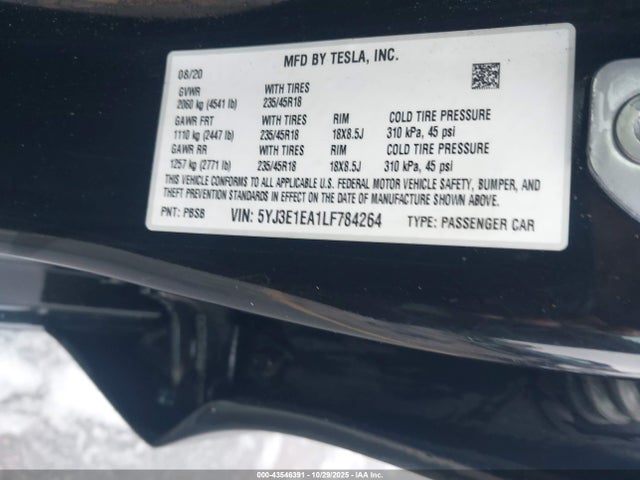 MFD BY TESLA, INC.
08/20
GVWR WITH TIRES
2060 kg (4541 lb) 235/45R18
GAWR FRT WITH TIRES RIM COLD TIRE PRESSURE
1110 kg (2447 lb) 235/45R18 18X8.5J 310 kPa, 45 psi
GAWR RR WITH TIRES RIM COLD TIRE PRESSURE
1257 kg (2771 lb) 235/45R18 18X8.5J 310 kPa, 45 psi
THIS VEHICLE CONFORMS TO ALL APPLICABLE U.S. FEDERAL MOTOR VEHICLE SAFETY, BUMPER, AND
THEFT PREVENTION STANDARDS IN EFFECT ON THE DATE OF MANUFACTURE SHOWN ABOVE.
PNT: PBSB VIN: 5YJ3E1EA1LF784264 TYPE: PASSENGER CAR
000-43546391 - 10/29/2025 - IAA Inc.